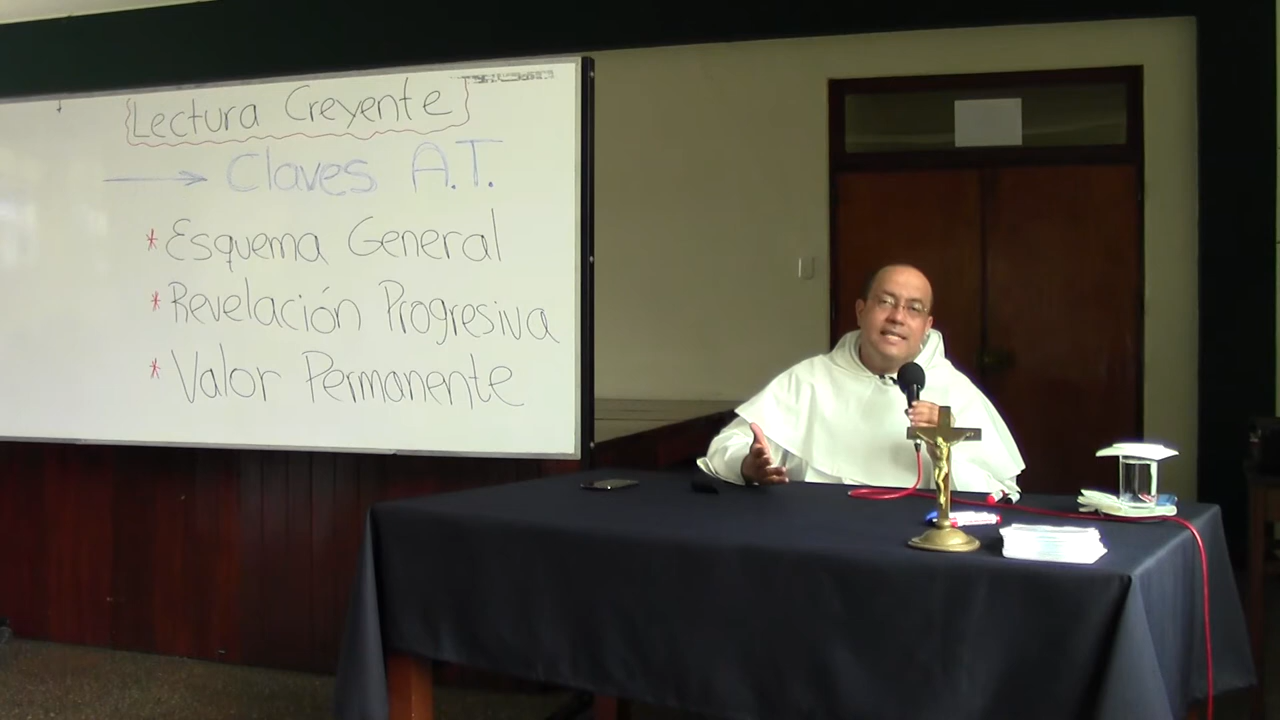 {Lectura Creyente}
→ Claves A.T.
* Esquema General
* Revelación Progresiva
* Valor Permanente